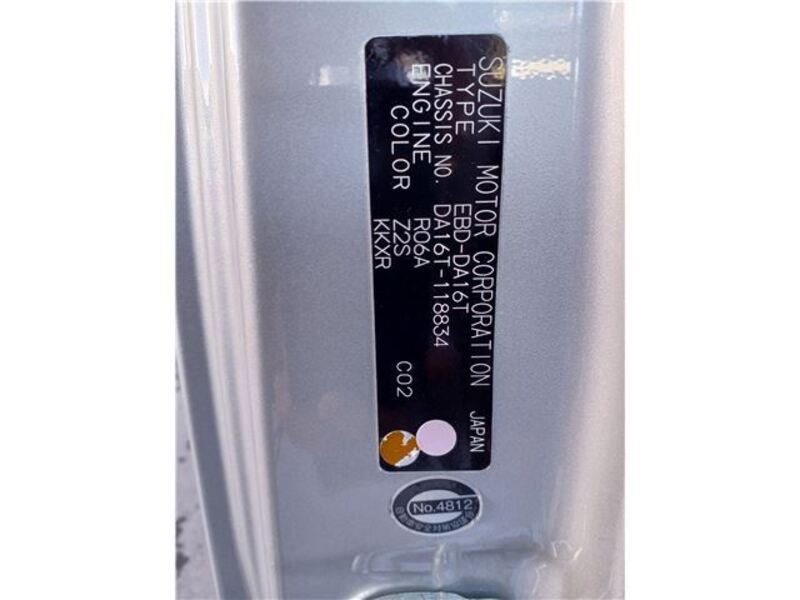 SUZUKI MOTOR CORPORATION JAPAN
TYPE EBD-DA16T
CHASSIS NO. DA16T-118834
ENGINE R06A
COLOR Z2S C02
KKXR
No.4812